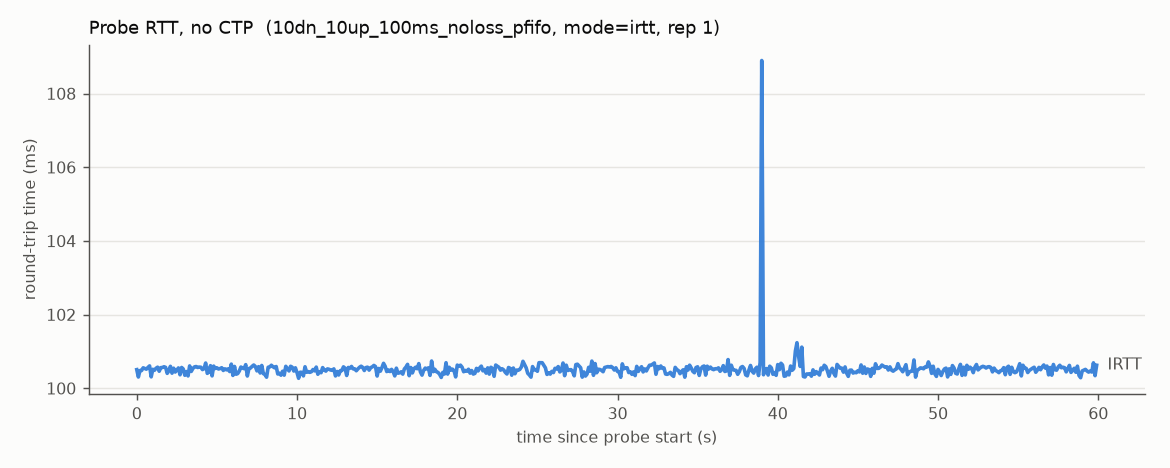 Probe RTT, no CTP (10dn_10up_100ms_noloss_pfifo, mode=irtt, rep 1)
108
106
104
102
100
round-trip time (ms)
IRTT
0 10 20 30 40 50 60
time since probe start (s)